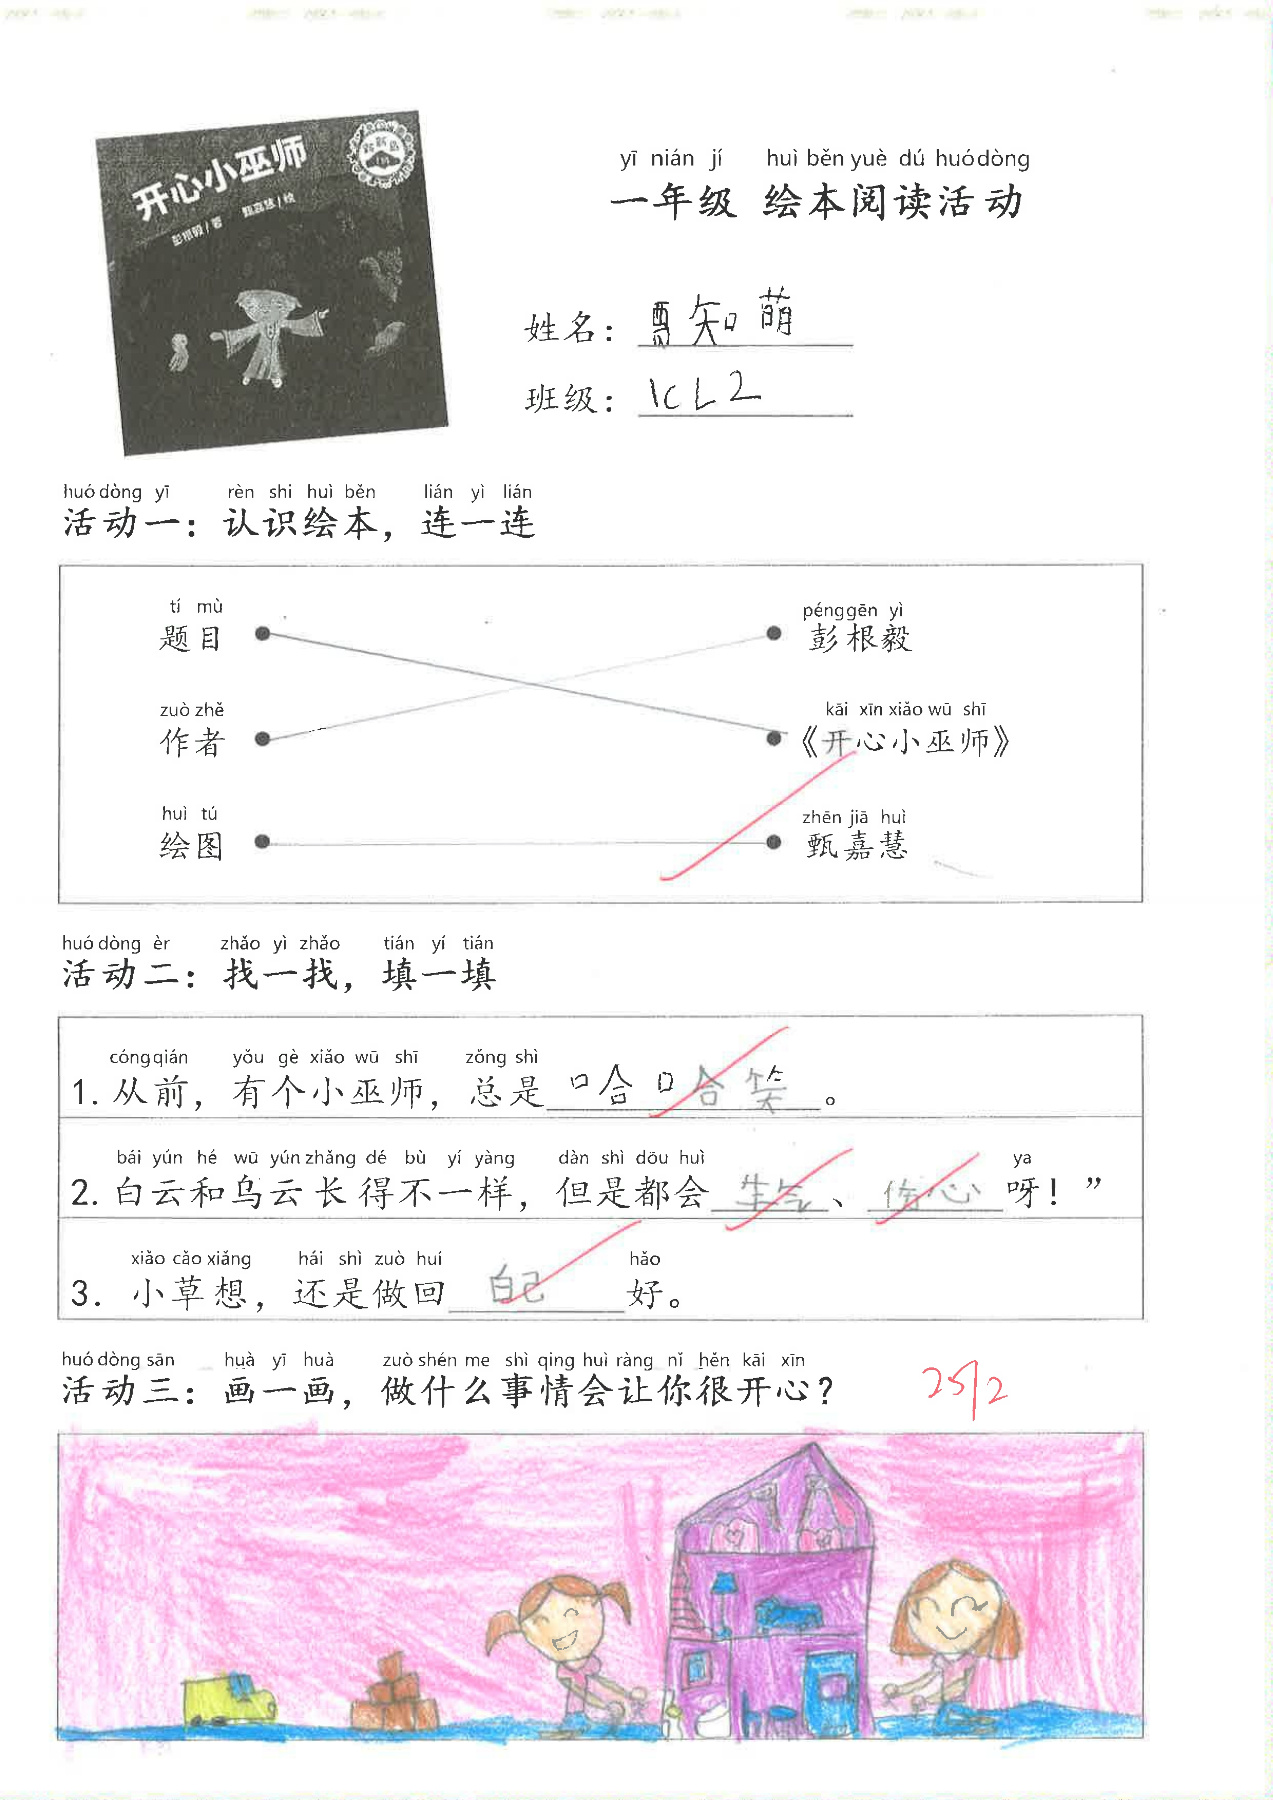 开心小巫师
彭根毅/著 甄嘉慧/绘
yī nián jí huì běn yuè dú huó dòng
一年级 绘本阅读活动
姓名： 知萌
班级： 1CL2
huó dòng yī rèn shi huì běn lián yì lián
活动一：认识绘本，连一连
tí mù pénggēn yì
题目 彭根毅
zuò zhě kāi xīn xiǎo wū shī
作者 《开心小巫师》
huì tú zhēn jiā huì
绘图 甄嘉慧
huó dòng èr zhǎo yì zhǎo tián yí tián
活动二：找一找，填一填
cóngqián yǒu gè xiǎo wū shī zǒng shì
1. 从前，有个小巫师，总是哈哈笑。
bái yún hé wū yún zhǎng dé bù yí yàng dàn shì dōu huì ya
2. 白云和乌云长得不一样，但是都会生气、伤心呀！”
xiǎo cǎo xiǎng hái shì zuò huí hǎo
3. 小草想，还是做回自己好。
huó dòng sān huà yī huà zuò shén me shì qing huì ràng nǐ hěn kāi xīn
活动三：画一画，做什么事情会让你很开心？
25/2